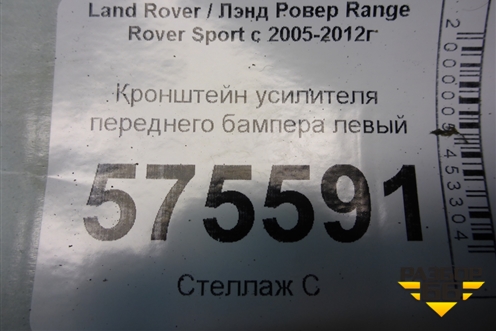 Land Rover / Лэнд Ровер Range
Rover Sport с 2005-2012г
Кронштейн усилителя
переднего бампера левый
575591
Стеллаж С